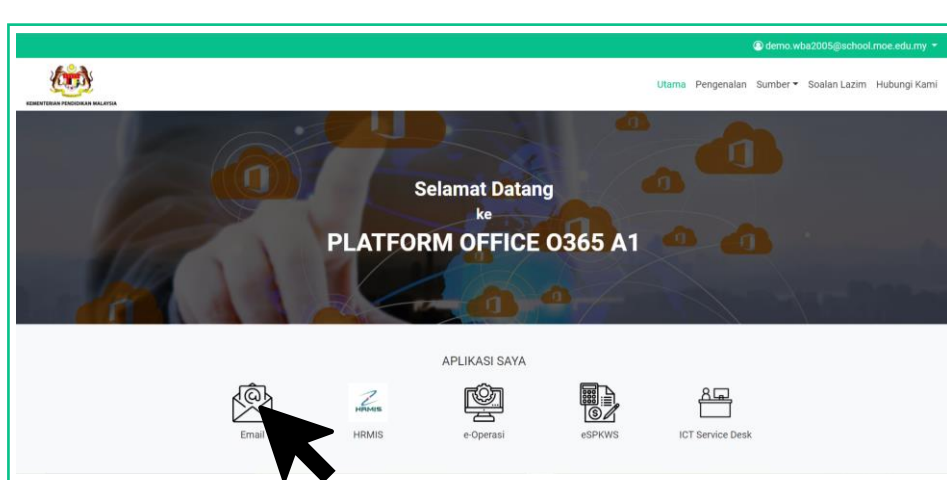 demo.wba2005@school.moe.edu.my
KEMENTERIAN PENDIDIKAN MALAYSIA
Utama Pengenalan Sumber Soalan Lazim Hubungi Kami
Selamat Datang
ke
PLATFORM OFFICE O365 A1
APLIKASI SAYA
HRMIS
Email HRMIS e-Operasi eSPKWS ICT Service Desk